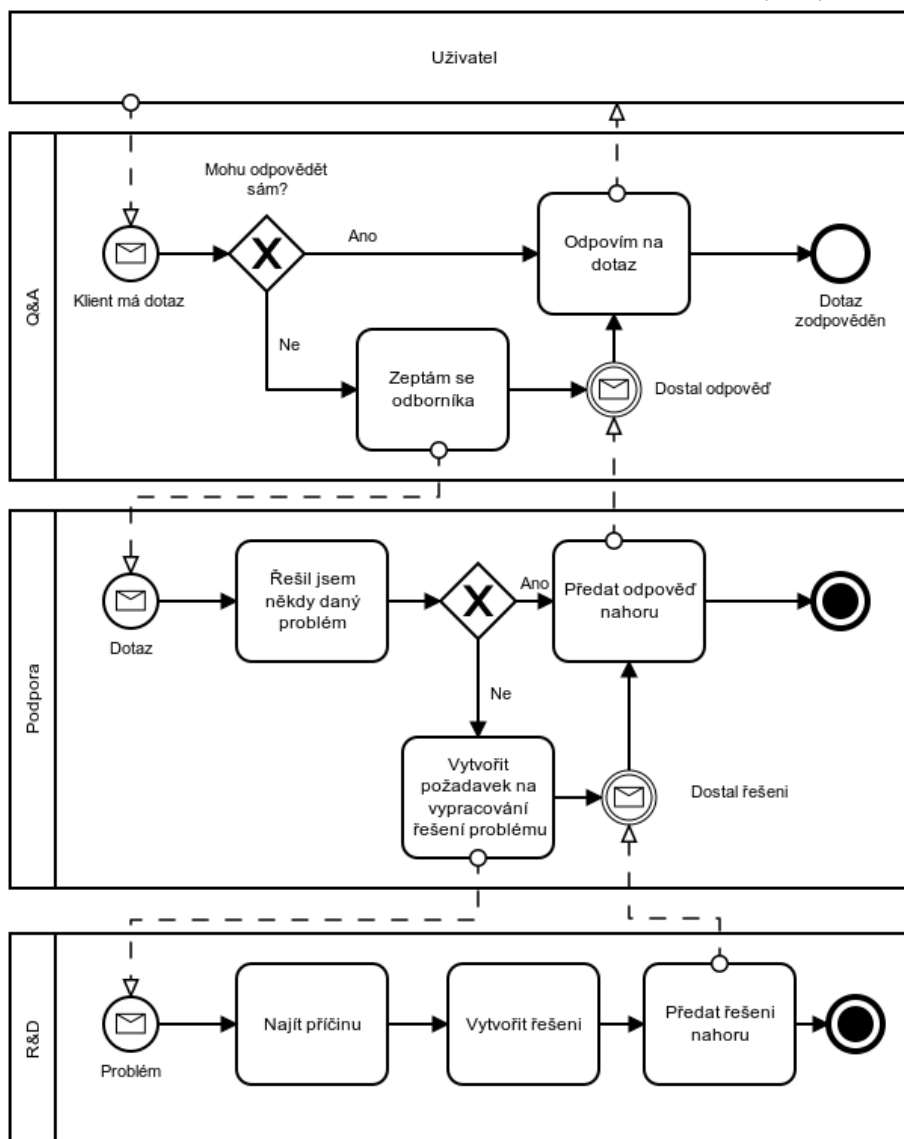 Uživatel
Q&A
Mohu odpovědět
sám?
Klient má dotaz
Ano
Ne
Odpovím na
dotaz
Dotaz
zodpověděn
Zeptám se
odborníka
Dostal odpověď
Podpora
Dotaz
Řešil jsem
někdy daný
problém
Ano
Ne
Předat odpověď
nahoru
Vytvořit
požadavek na
vypracování
řešení problému
Dostal řešeni
R&D
Problém
Najít příčinu
Vytvořit řešeni
Předat řešeni
nahoru